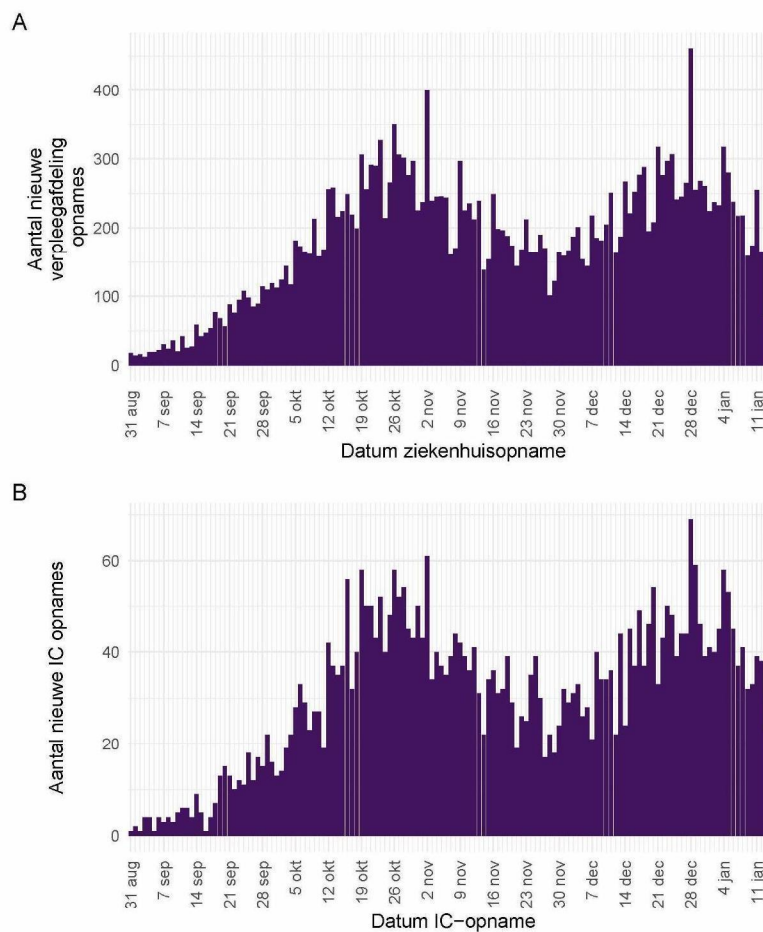 A
Aantal nieuwe
verpleegafdeling
opnames
400
300
200
100
0
31 aug
7 sep
14 sep
21 sep
28 sep
5 okt
12 okt
19 okt
26 okt
2 nov
9 nov
16 nov
23 nov
30 nov
7 dec
14 dec
21 dec
28 dec
4 jan
11 jan
Datum ziekenhuisopname
B
Aantal nieuwe IC opnames
60
40
20
0
31 aug
7 sep
14 sep
21 sep
28 sep
5 okt
12 okt
19 okt
26 okt
2 nov
9 nov
16 nov
23 nov
30 nov
7 dec
14 dec
21 dec
28 dec
4 jan
11 jan
Datum IC-opname